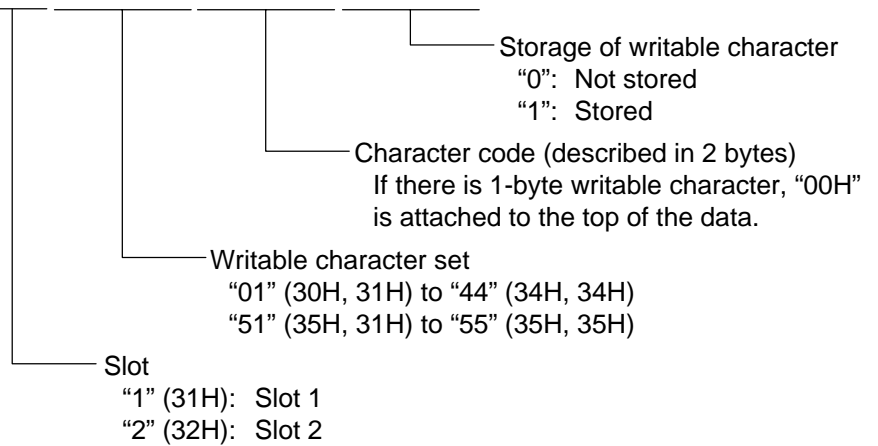 Storage of writable character
“0”: Not stored
“1”: Stored
Character code (described in 2 bytes)
If there is 1-byte writable character, “00H”
is attached to the top of the data.
Writable character set
“01” (30H, 31H) to “44” (34H, 34H)
“51” (35H, 31H) to “55” (35H, 35H)
Slot
“1” (31H): Slot 1
“2” (32H): Slot 2